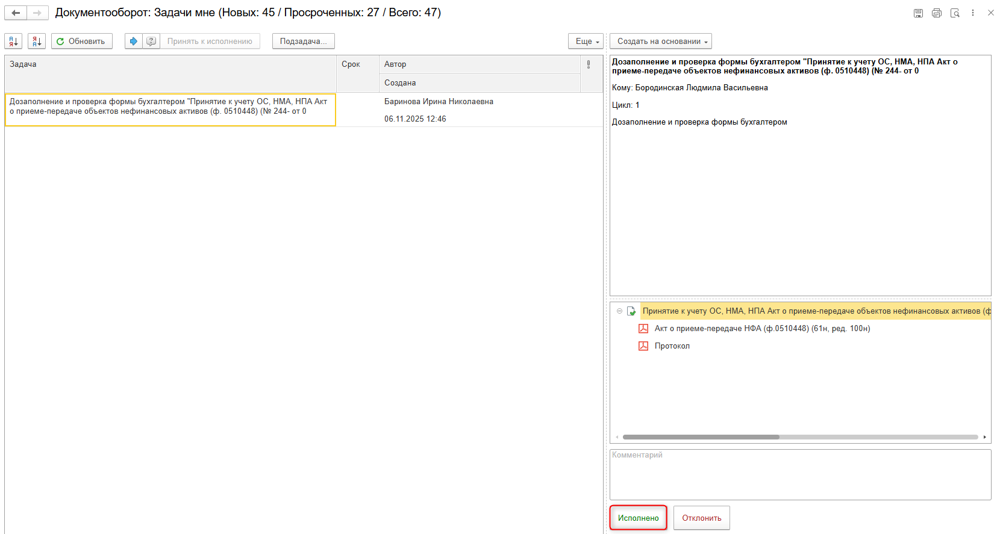 Документооборот: Задачи мне (Новых: 45 / Просроченных: 27 / Всего: 47)
Обновить
Принять к исполнению
Подзадача...
Еще
Создать на основании
Задача
Срок
Автор
Создана
Дозаполнение и проверка формы бухгалтером "Принятие к учету ОС, НМА, НПА Акт
о приеме-передаче объектов нефинансовых активов (ф. 0510448) (№ 244- от 0
Баринова Ирина Николаевна
06.11.2025 12:46
Дозаполнение и проверка формы бухгалтером "Принятие к учету ОС, НМА, НПА Акт о
приеме-передаче объектов нефинансовых активов (ф. 0510448) (№ 244- от 0
Кому: Бородинская Людмила Васильевна
Цикл: 1
Дозаполнение и проверка формы бухгалтером
Принятие к учету ОС, НМА, НПА Акт о приеме-передаче объектов нефинансовых активов (ф
Акт о приеме-передаче НФА (ф.0510448) (61н, ред. 100н)
Протокол
Комментарий
Исполнено
Отклонить